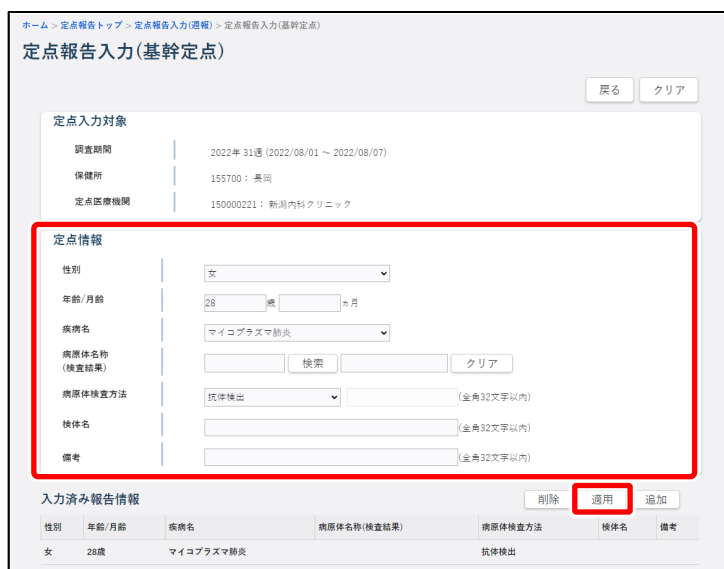 ホーム > 定点報告トップ > 定点報告入力(週報) > 定点報告入力(基幹定点)
定点報告入力(基幹定点)
戻る クリア
定点入力対象
調査期間 2022年 31週 (2022/08/01 ～ 2022/08/07)
保健所 155700： 長岡
定点医療機関 150000221： 新潟内科クリニック
定点情報
性別 女
年齢/月齢 28 歳 ヵ月
疾病名 マイコプラズマ肺炎
病原体名称
(検査結果) 検索 クリア
病原体検査方法 抗体検出 (全角32文字以内)
検体名 (全角32文字以内)
備考 (全角32文字以内)
入力済み報告情報 削除 適用 追加
性別 年齢/月齢 疾病名 病原体名称(検査結果) 病原体検査方法 検体名 備考
女 28歳 マイコプラズマ肺炎 抗体検出